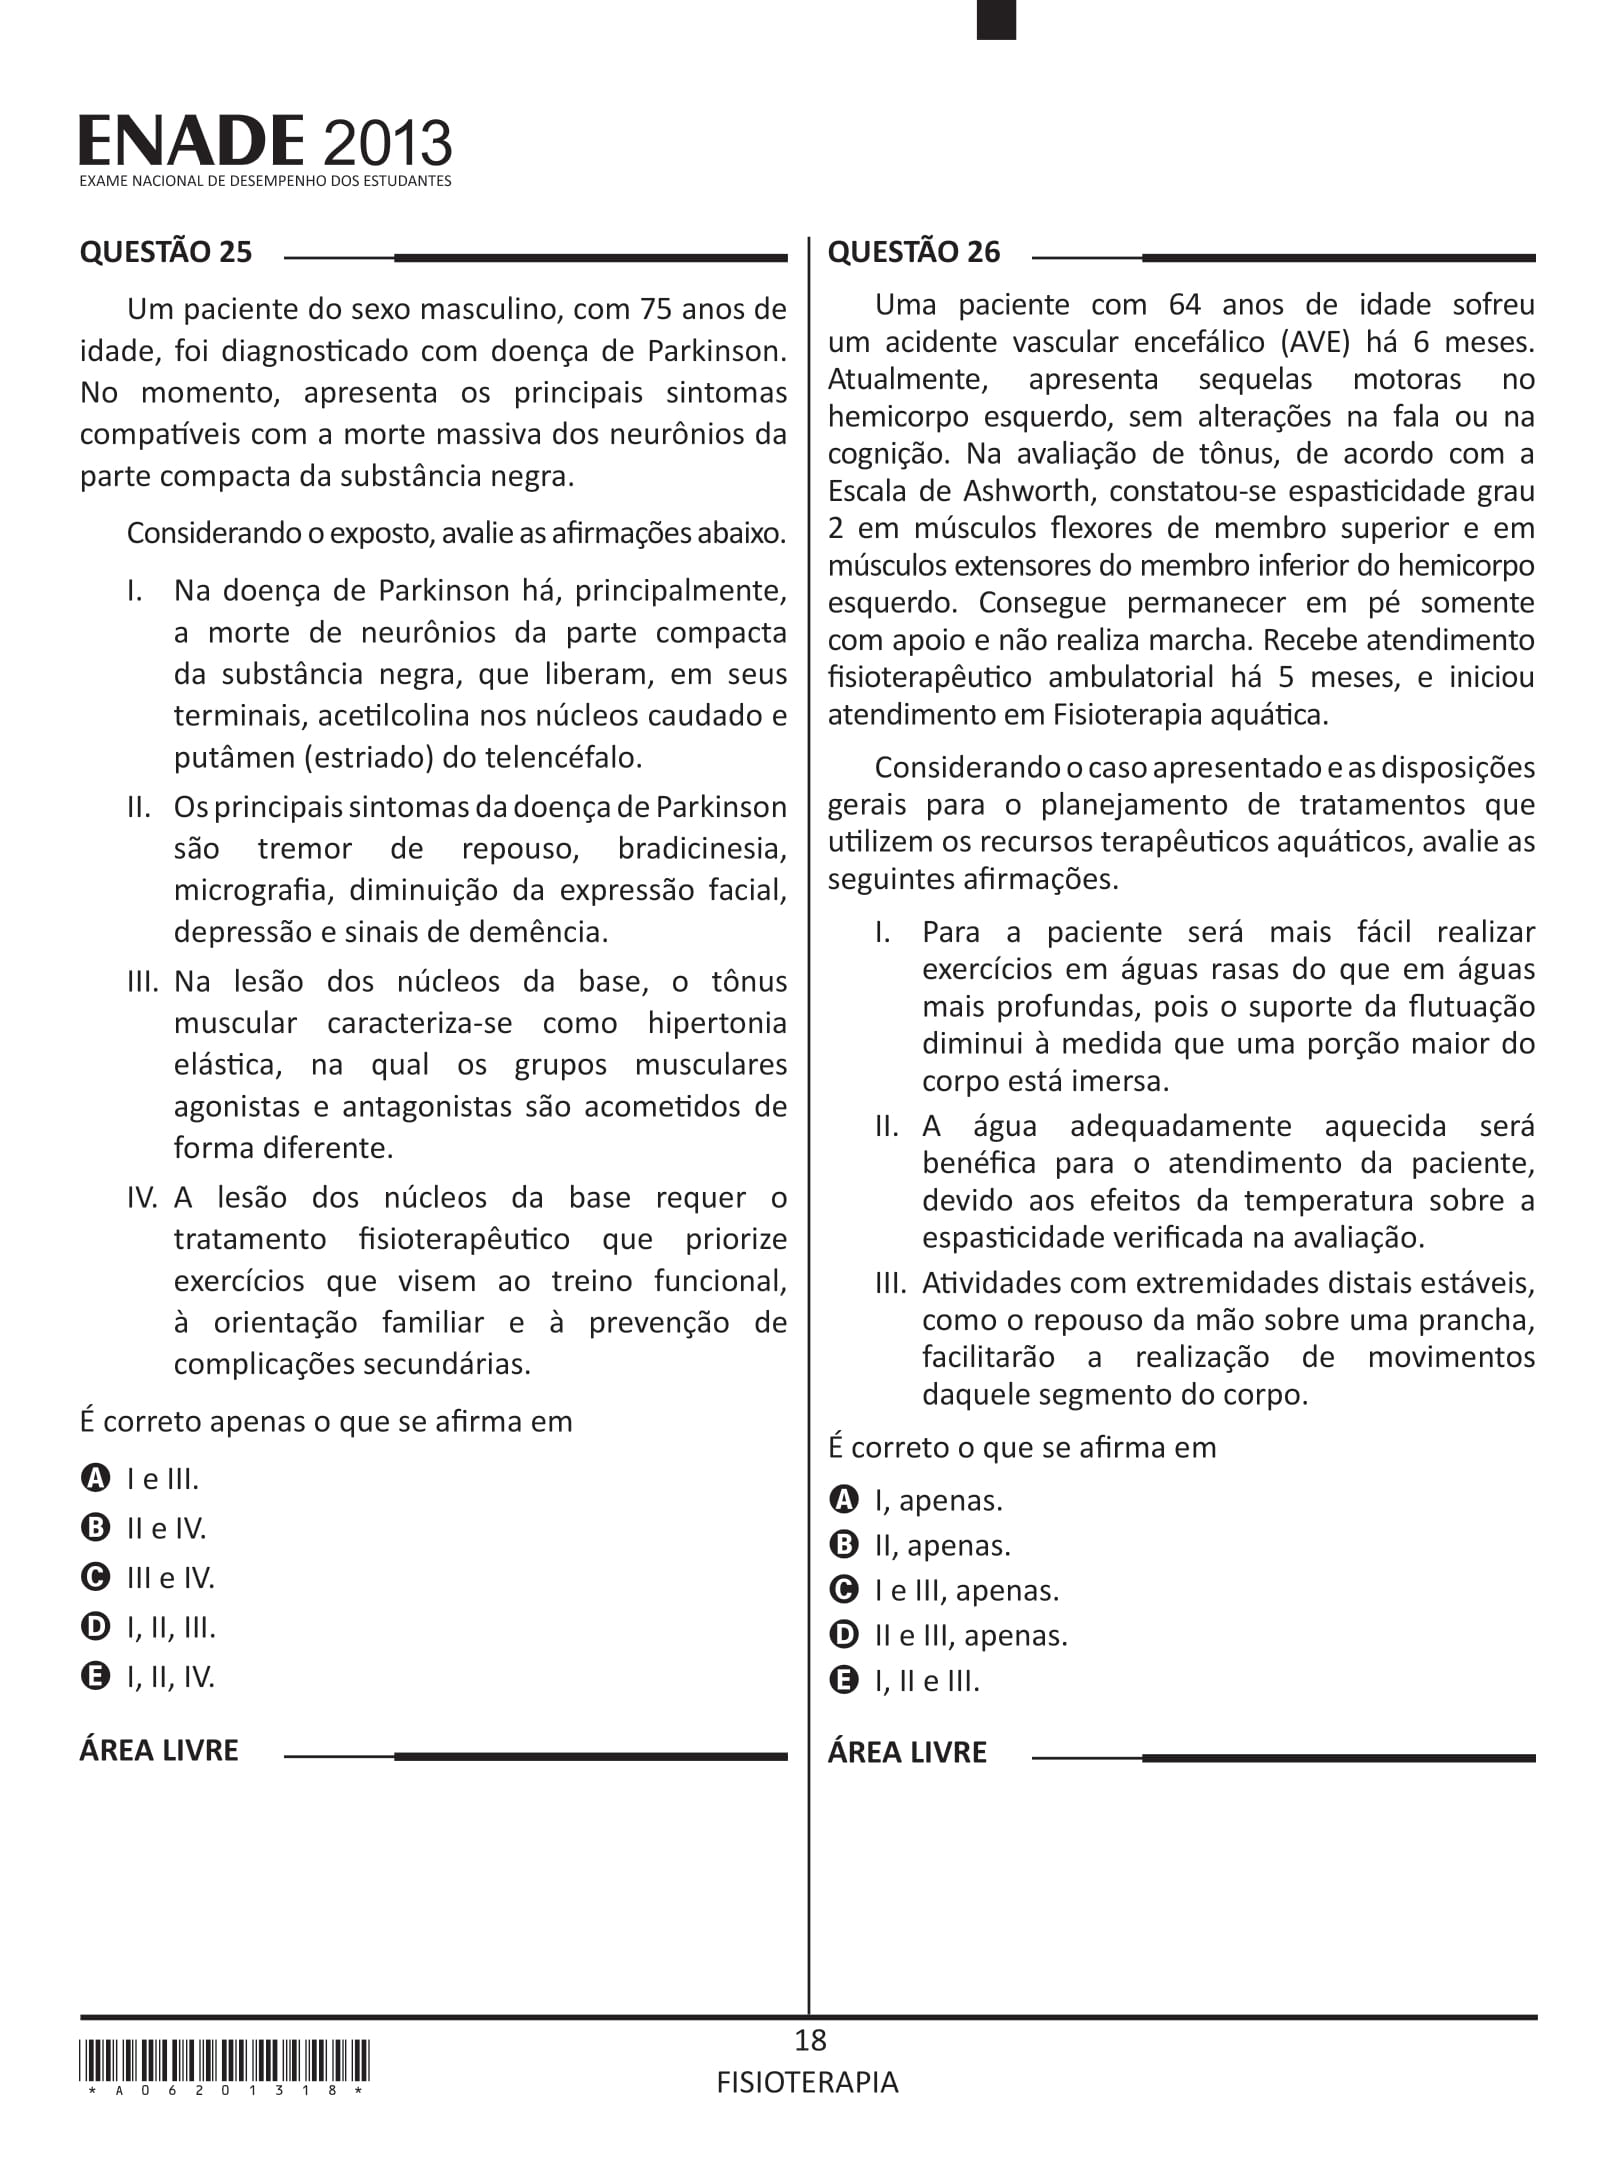 ENADE 2013
EXAME NACIONAL DE DESEMPENHO DOS ESTUDANTES
QUESTÃO 25
Um paciente do sexo masculino, com 75 anos de
idade, foi diagnosticado com doença de Parkinson.
No momento, apresenta os principais sintomas
compatíveis com a morte massiva dos neurônios da
parte compacta da substância negra.
Considerando o exposto, avalie as afirmações abaixo.
I. Na doença de Parkinson há, principalmente,
a morte de neurônios da parte compacta
da substância negra, que liberam, em seus
terminais, acetilcolina nos núcleos caudado e
putâmen (estriado) do telencéfalo.
II. Os principais sintomas da doença de Parkinson
são tremor de repouso, bradicinesia,
micrografia, diminuição da expressão facial,
depressão e sinais de demência.
III. Na lesão dos núcleos da base, o tônus
muscular caracteriza-se como hipertonia
elástica, na qual os grupos musculares
agonistas e antagonistas são acometidos de
forma diferente.
IV. A lesão dos núcleos da base requer o
tratamento fisioterapêutico que priorize
exercícios que visem ao treino funcional,
à orientação familiar e à prevenção de
complicações secundárias.
É correto apenas o que se afirma em
A I e III.
B II e IV.
C III e IV.
D I, II, III.
E I, II, IV.
ÁREA LIVRE
QUESTÃO 26
Uma paciente com 64 anos de idade sofreu
um acidente vascular encefálico (AVE) há 6 meses.
Atualmente, apresenta sequelas motoras no
hemicorpo esquerdo, sem alterações na fala ou na
cognição. Na avaliação de tônus, de acordo com a
Escala de Ashworth, constatou-se espasticidade grau
2 em músculos flexores de membro superior e em
músculos extensores do membro inferior do hemicorpo
esquerdo. Consegue permanecer em pé somente
com apoio e não realiza marcha. Recebe atendimento
fisioterapêutico ambulatorial há 5 meses, e iniciou
atendimento em Fisioterapia aquática.
Considerando o caso apresentado e as disposições
gerais para o planejamento de tratamentos que
utilizem os recursos terapêuticos aquáticos, avalie as
seguintes afirmações.
I. Para a paciente será mais fácil realizar
exercícios em águas rasas do que em águas
mais profundas, pois o suporte da flutuação
diminui à medida que uma porção maior do
corpo está imersa.
II. A água adequadamente aquecida será
benéfica para o atendimento da paciente,
devido aos efeitos da temperatura sobre a
espasticidade verificada na avaliação.
III. Atividades com extremidades distais estáveis,
como o repouso da mão sobre uma prancha,
facilitarão a realização de movimentos
daquele segmento do corpo.
É correto o que se afirma em
A I, apenas.
B II, apenas.
C I e III, apenas.
D II e III, apenas.
E I, II e III.
ÁREA LIVRE
18
FISIOTERAPIA
*A06201318*